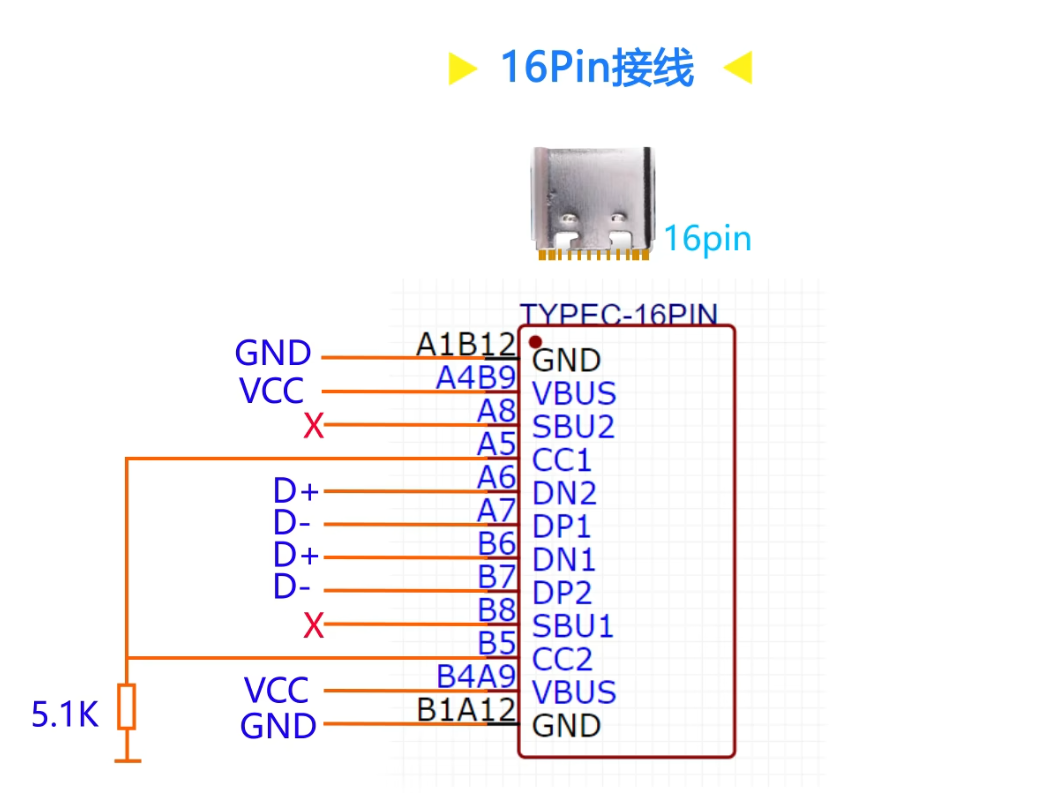 16Pin接线
16pin
TYPEC-16PIN
GND A1B12 GND
VCC A4B9 VBUS
X A8 SBU2
A5 CC1
D+ A6 DN2
D- A7 DP1
D+ B6 DN1
D- B7 DP2
X B8 SBU1
B5 CC2
VCC B4A9 VBUS
5.1K
GND B1A12 GND